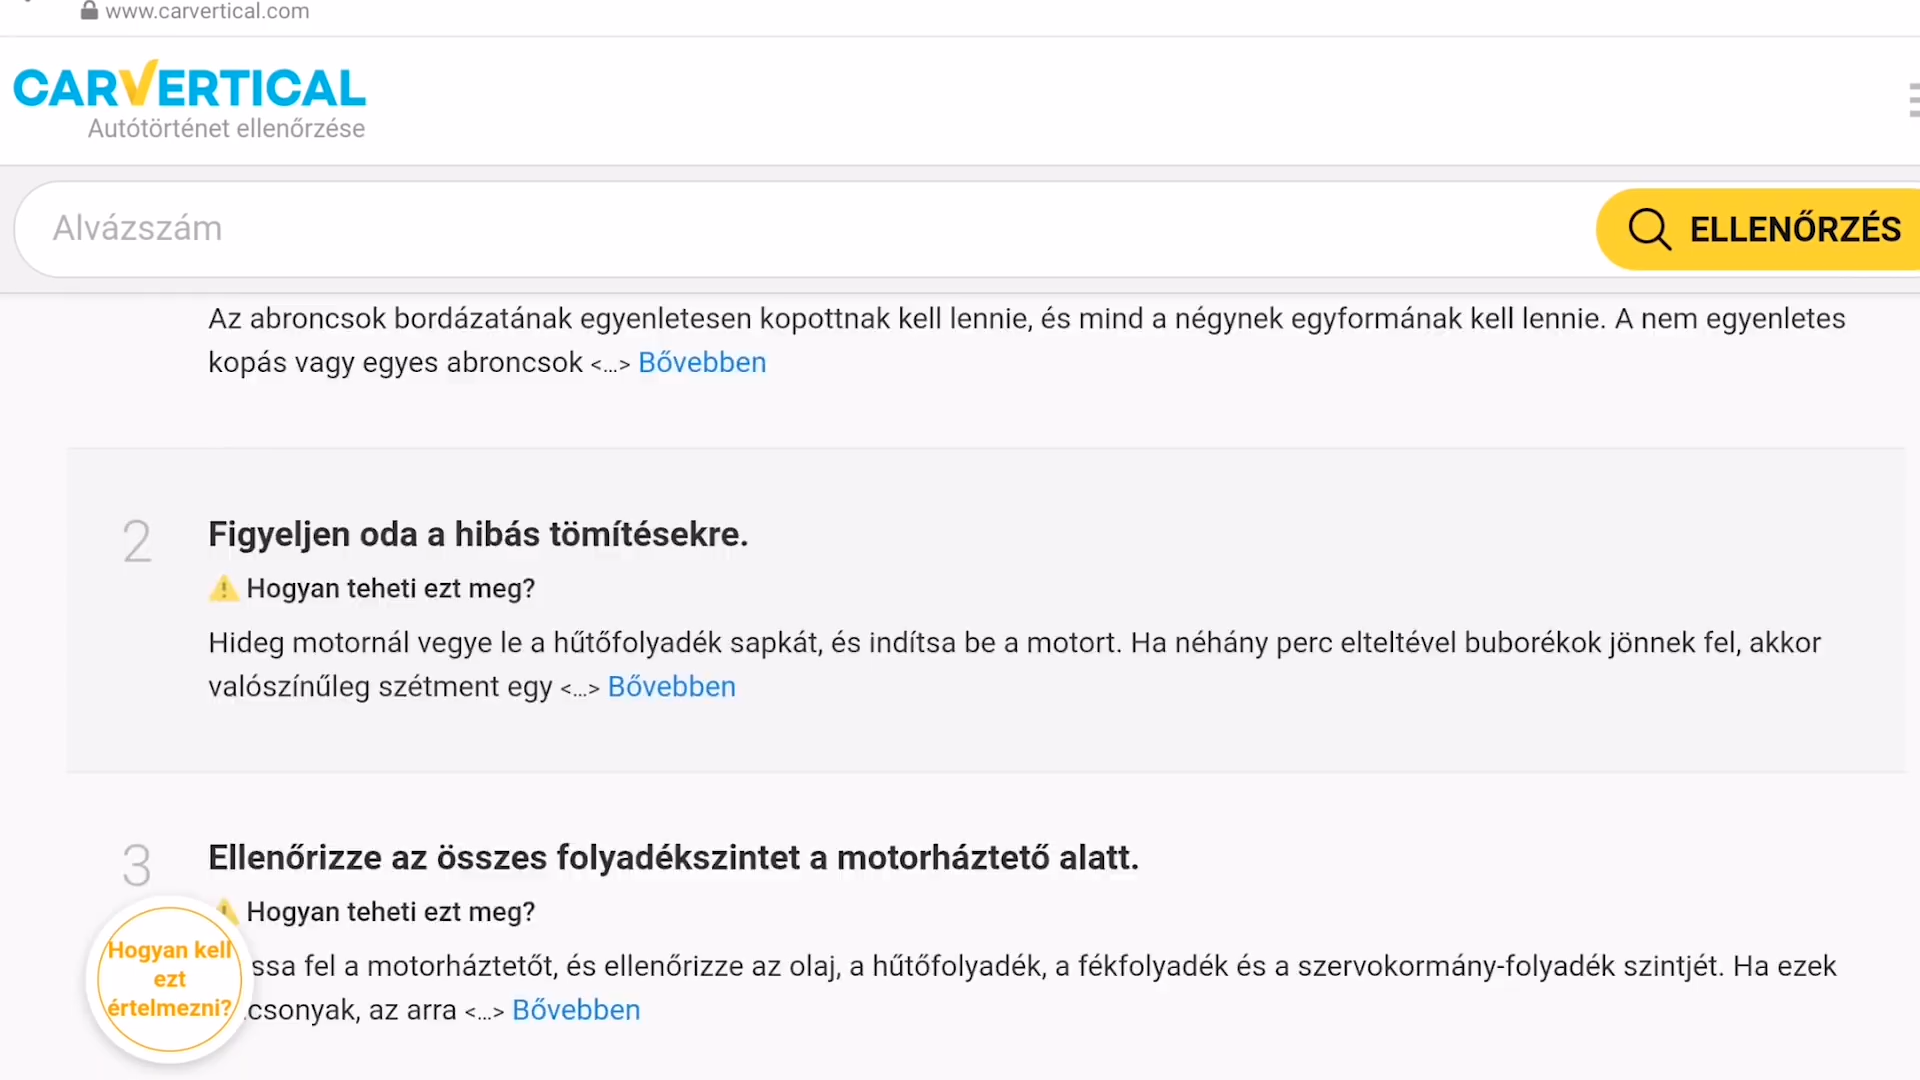 www.carvertical.com
CARVERTICAL
Autótörténet ellenőrzése
Alvázszám
ELLENŐRZÉS
Az abroncsok bordázatának egyenletesen kopottnak kell lennie, és mind a négynek egyformának kell lennie. A nem egyenletes
kopás vagy egyes abroncsok <...> Bővebben
2
Figyeljen oda a hibás tömítésekre.
Hogyan teheti ezt meg?
Hideg motornál vegye le a hűtőfolyadék sapkát, és indítsa be a motort. Ha néhány perc elteltével buborékok jönnek fel, akkor
valószínűleg szétment egy <...> Bővebben
3
Ellenőrizze az összes folyadékszintet a motorháztető alatt.
Hogyan teheti ezt meg?
fel a motorháztetőt, és ellenőrizze az olaj, a hűtőfolyadék, a fékfolyadék és a szervokormány-folyadék szintjét. Ha ezek
az arra <...> Bővebben
Hogyan kell
ezt
értelmezni?